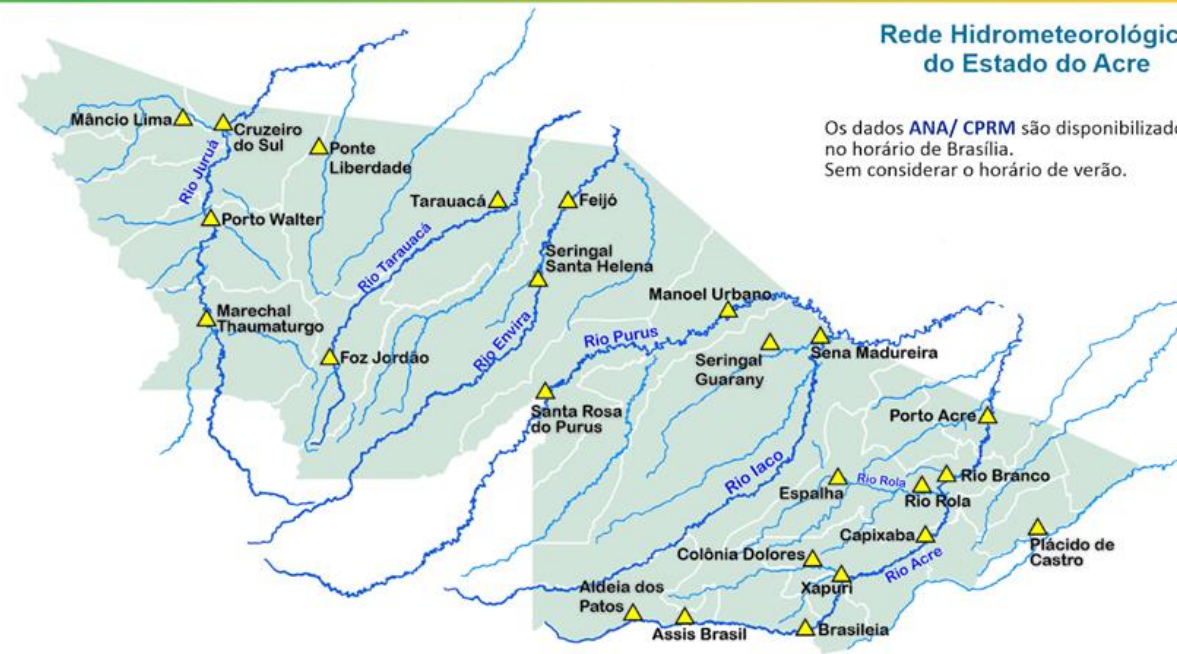 Rede Hidrometeorológic
do Estado do Acre
Os dados ANA/ CPRM são disponibilizado
no horário de Brasília.
Sem considerar o horário de verão.
Mâncio Lima
Cruzeiro
do Sul
Ponte
Liberdade
Rio Juruá
Porto Walter
Tarauacá
Feijó
Rio Tarauacá
Seringal
Santa Helena
Marechal
Thaumaturgo
Foz Jordão
Rio Envira
Manoel Urbano
Rio Purus
Seringal
Guarany
Sena Madureira
Santa Rosa
do Purus
Porto Acre
Rio Iaco
Espalha
Rio Rola
Rio Rola
Rio Branco
Capixaba
Plácido de
Castro
Colônia Dolores
Rio Acre
Xapuri
Aldeia dos
Patos
Assis Brasil
Brasileia